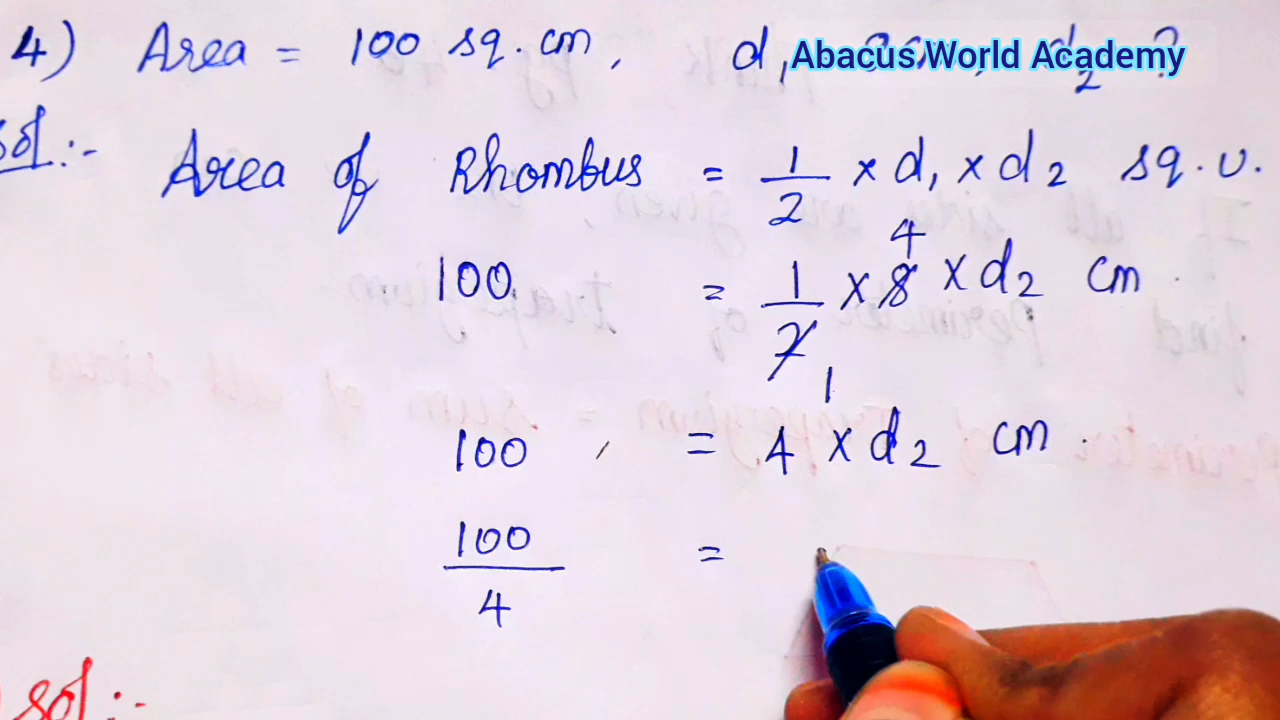 4) Area = 100 sq. cm, d₁ d₂ ?
Abacus World Academy
Sol:-
Area of Rhombus = 1/2 × d₁ × d₂ sq. u.
4
100 = 1/2 × 8 × d₂ cm.
1
100 = 4 × d₂ cm.
100/4 =
Sol:-